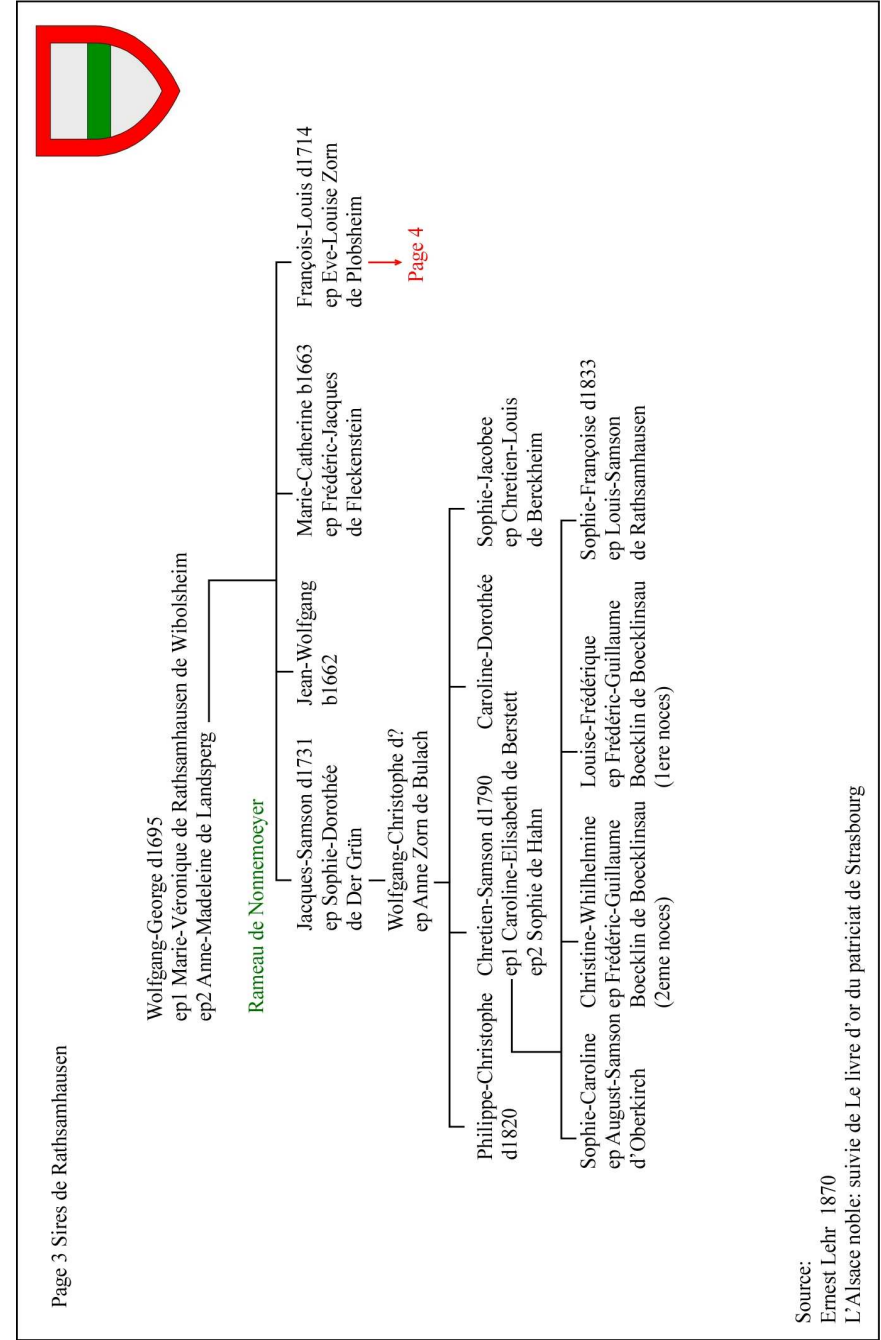 Page 3 Sires de Rathsamhausen
Wolfgang-George d1695
ep1 Marie-Véronique de Rathsamhausen de Wibolsheim
ep2 Anne-Madeleine de Landsperg
Rameau de Nonnemoeyer
Jacques-Samson d1731
ep Sophie-Dorothée
de Der Grün
Jean-Wolfgang
b1662
Marie-Catherine b1663
ep Frédéric-Jacques
de Fleckenstein
François-Louis d1714
ep Eve-Louise Zorn
de Plobsheim
Page 4
Wolfgang-Christophe d?
ep Anne Zorn de Bulach
Philippe-Christophe
d1820
Chretien-Samson d1790
ep1 Caroline-Elisabeth de Berstett
ep2 Sophie de Hahn
Caroline-Dorothée
Sophie-Jacobee
ep Chretien-Louis
de Berckheim
Sophie-Caroline
ep August-Samson
d'Oberkirch
Christine-Whilhelmine
ep Frédéric-Guillaume
Boecklin de Boecklinsau
(2eme noces)
Louise-Frédérique
ep Frédéric-Guillaume
Boecklin de Boecklinsau
(1ere noces)
Sophie-Françoise d1833
ep Louis-Samson
de Rathsamhausen
Source:
Ernest Lehr 1870
L'Alsace noble: suivie de Le livre d'or du patriciat de Strasbourg